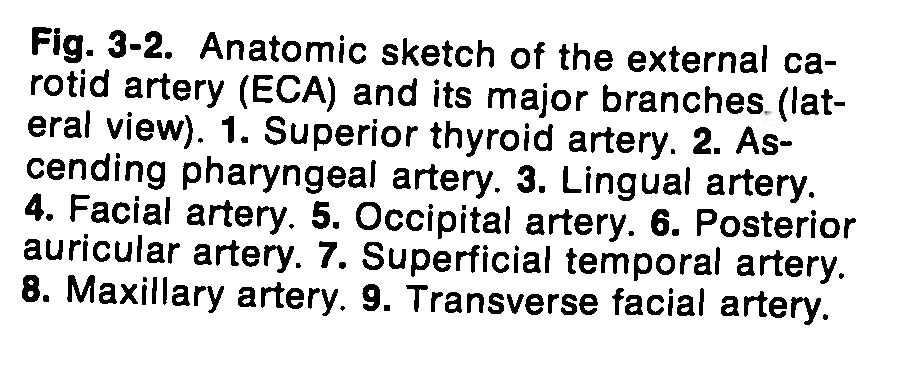 Fig. 3-2. Anatomic sketch of the external ca-
rotid artery (ECA) and its major branches (lat-
eral view). 1. Superior thyroid artery. 2. As-
cending pharyngeal artery. 3. Lingual artery.
4. Facial artery. 5. Occipital artery. 6. Posterior
auricular artery. 7. Superficial temporal artery.
8. Maxillary artery. 9. Transverse facial artery.